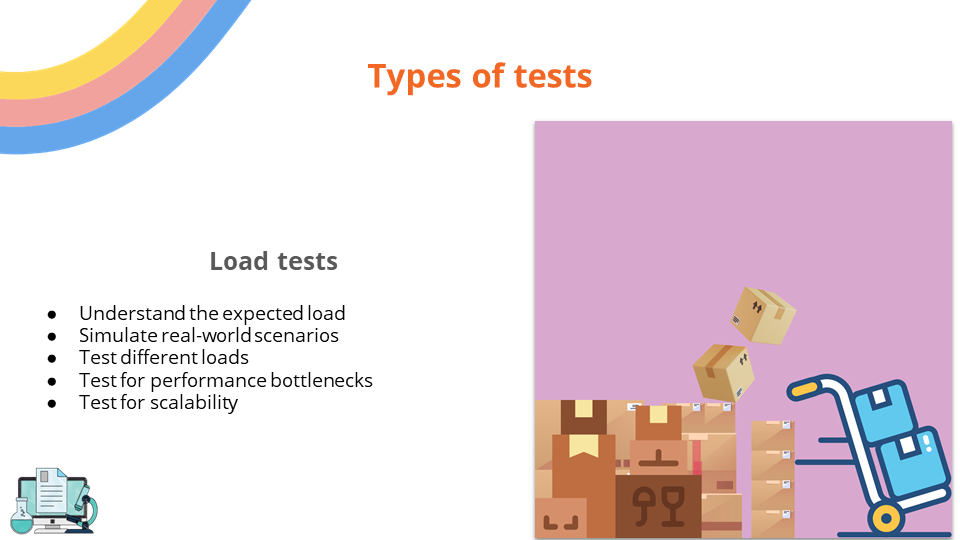 Types of tests
Load tests
● Understand the expected load
● Simulate real-world scenarios
● Test different loads
● Test for performance bottlenecks
● Test for scalability